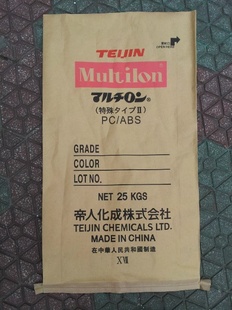 TEIJIN
Multilon
マルチロン®
(特殊タイプⅡ)
PC/ABS
GRADE
COLOR
LOT NO.
NET 25 KGS
帝人化成株式会社
TEIJIN CHEMICALS LTD.
MADE IN CHINA
在中華人民共和國制造